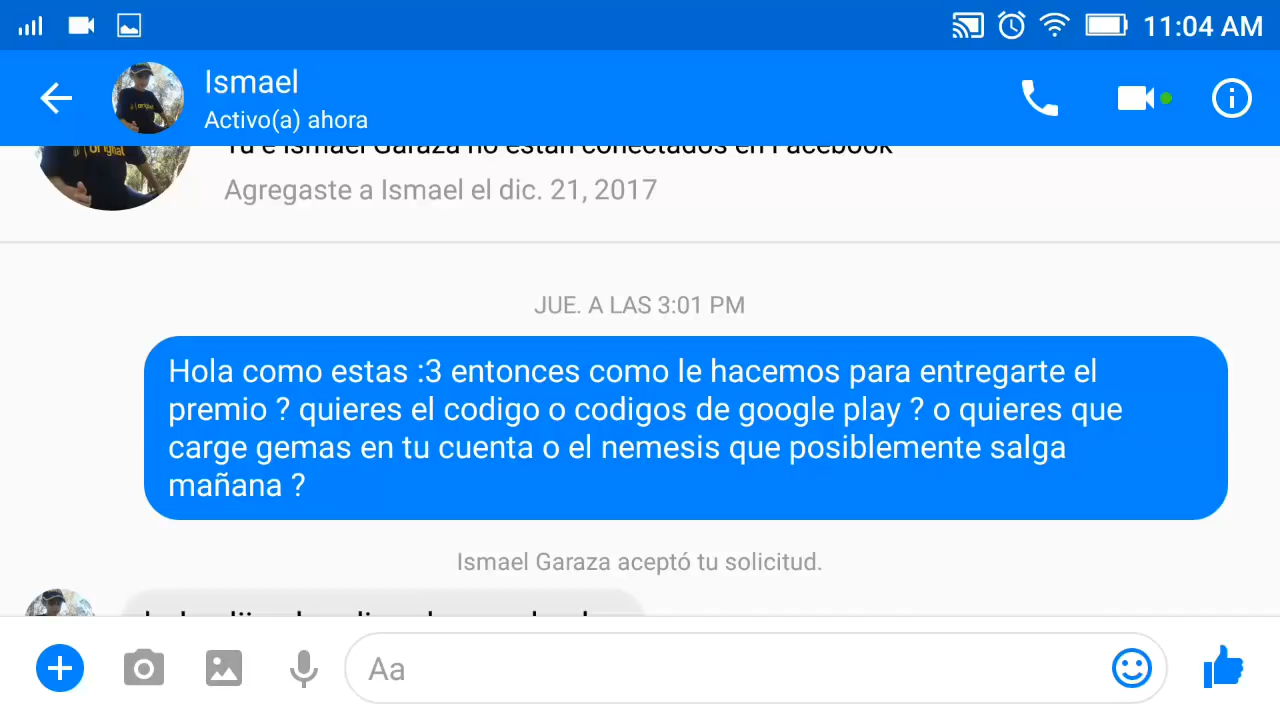 11:04 AM
Ismael
Activo(a) ahora
Tú e Ismael Garaza no están conectados en Facebook
Agregaste a Ismael el dic. 21, 2017
JUE. A LAS 3:01 PM
Hola como estas :3 entonces como le hacemos para entregarte el
premio ? quieres el codigo o codigos de google play ? o quieres que
carge gemas en tu cuenta o el nemesis que posiblemente salga
mañana ?
Ismael Garaza aceptó tu solicitud.
Aa